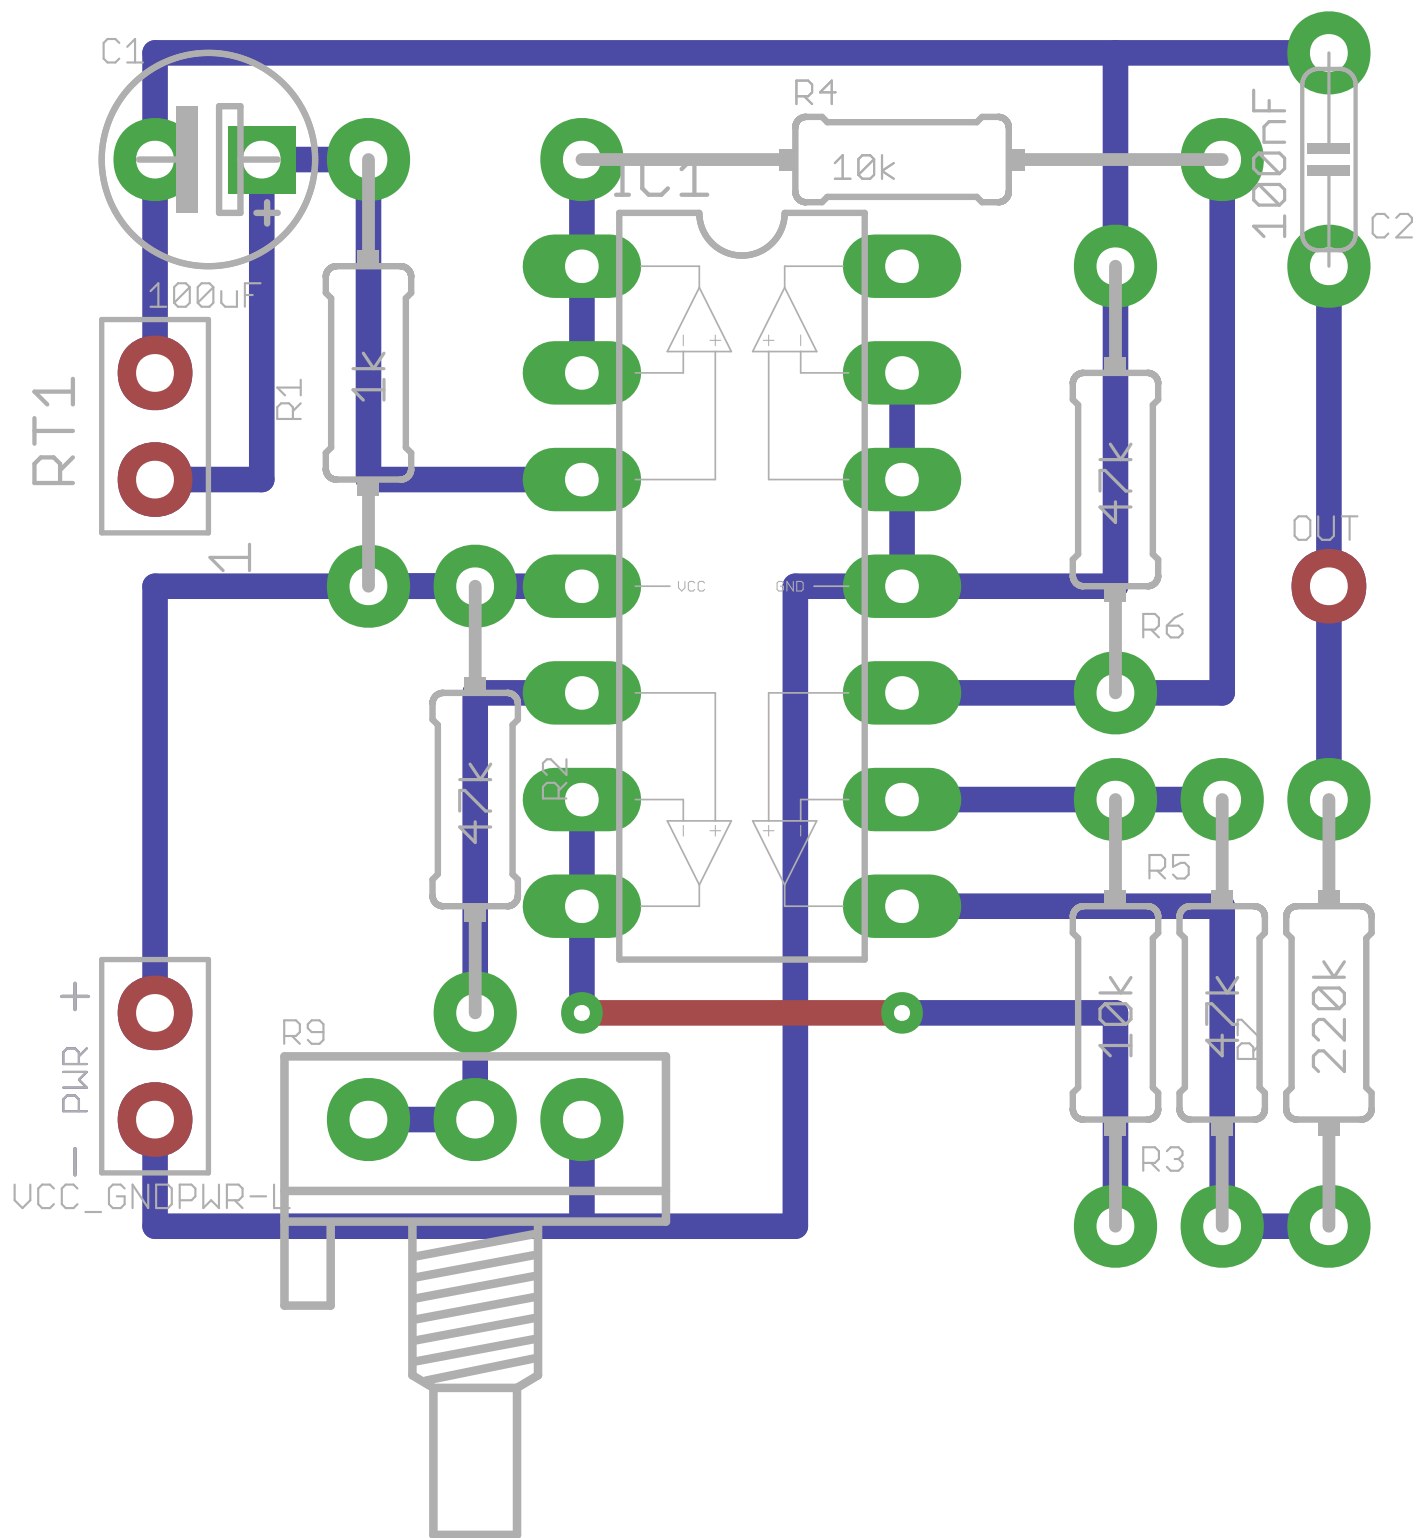 C1
+
100uF
R4
10k
IC1
100nF
C2
RT1
1
R1
1k
- +
+ -
47k
R6
OUT
VCC
GND
47k
R2
- +
+ -
R5
- PWR +
VCC_GNDPWR-L
R9
10k
47k
R7
220k
R3